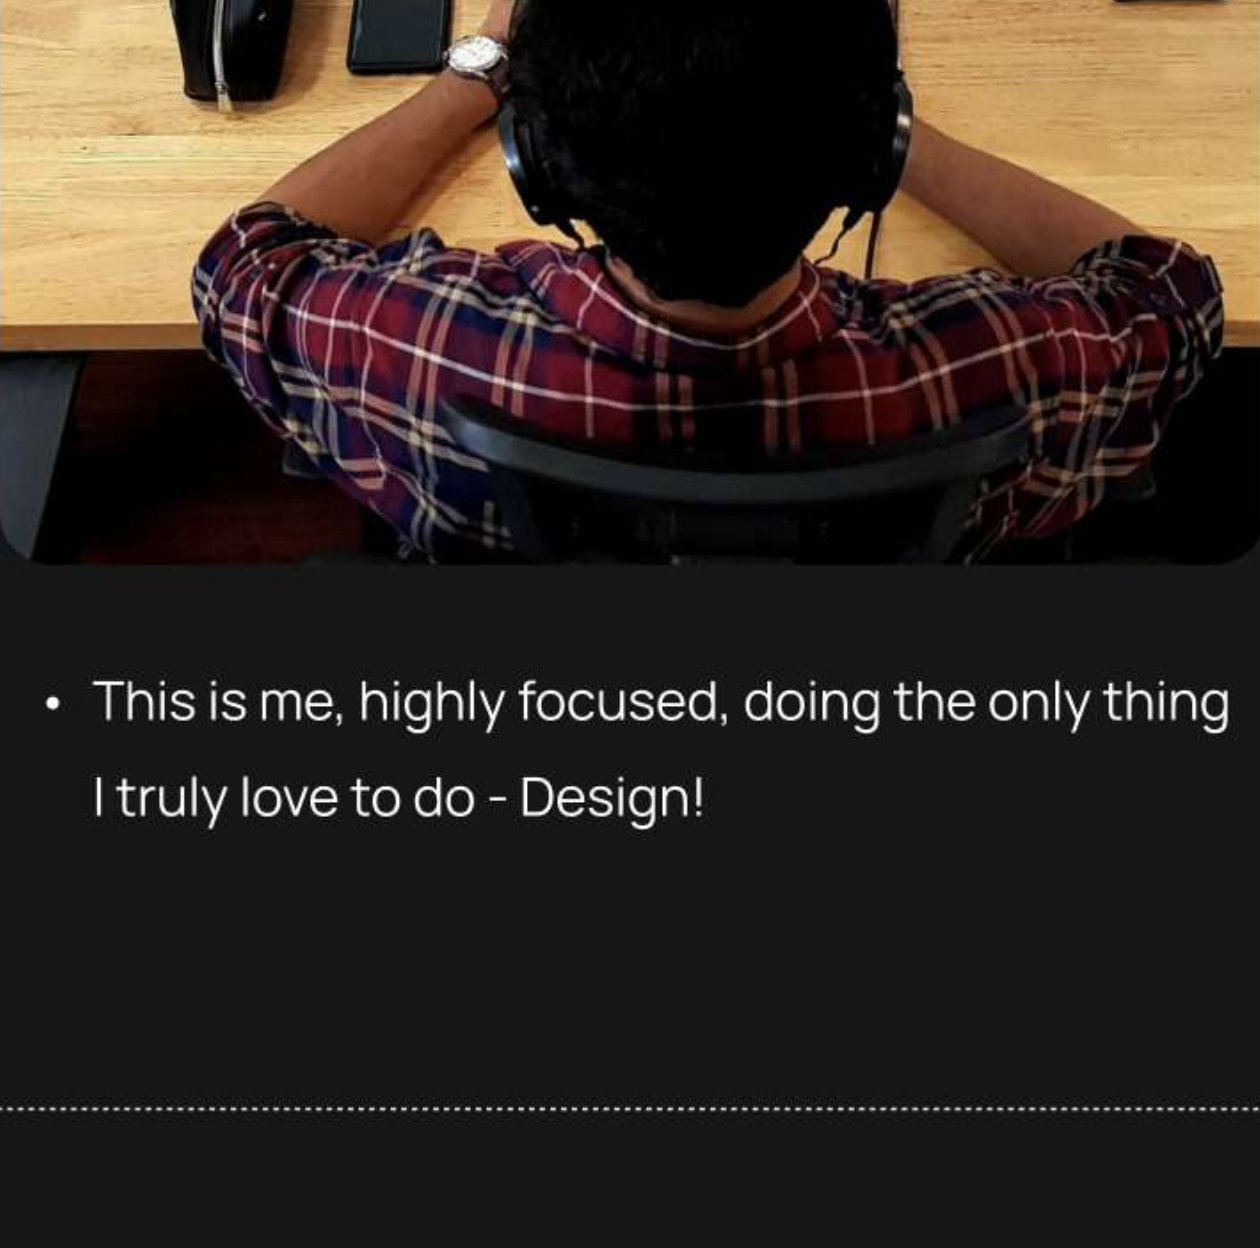 • This is me, highly focused, doing the only thing
I truly love to do - Design!